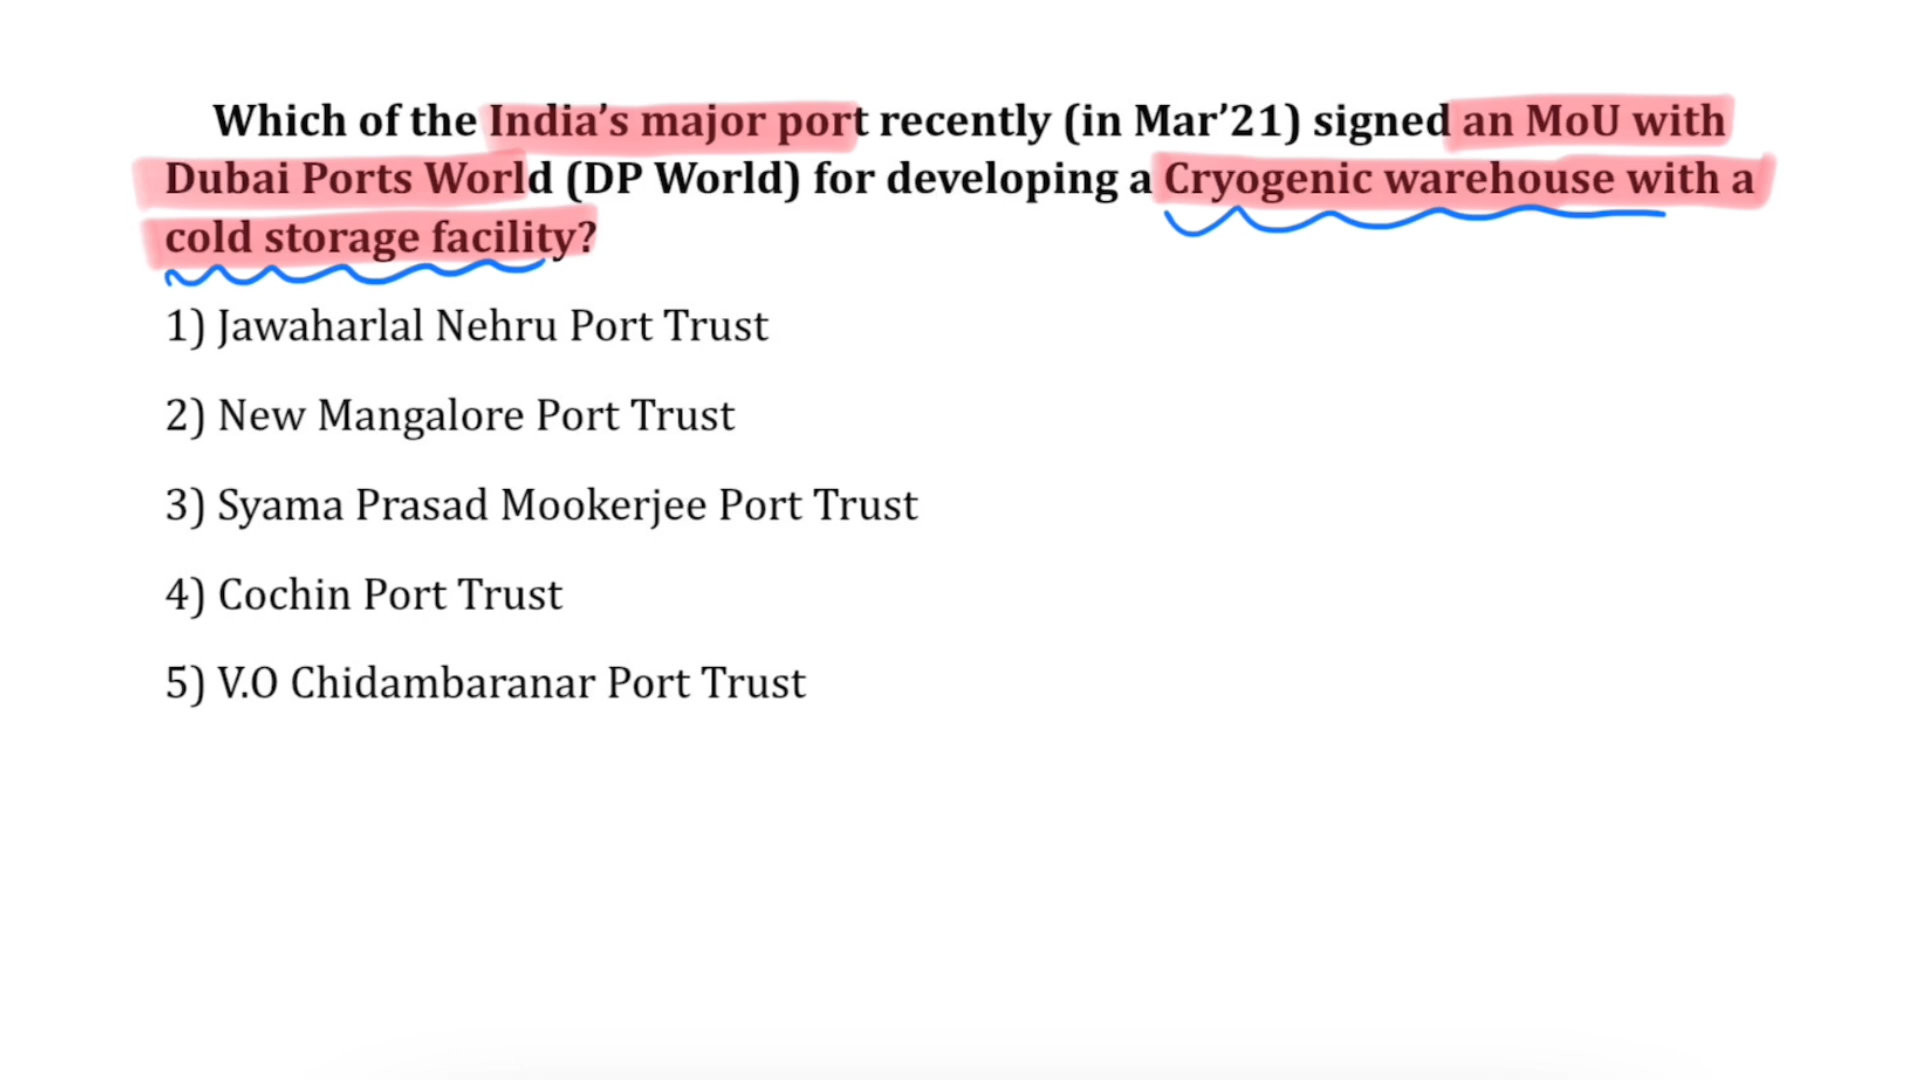 Which of the India’s major port recently (in Mar’21) signed an MoU with
Dubai Ports World (DP World) for developing a Cryogenic warehouse with a
cold storage facility?
1) Jawaharlal Nehru Port Trust
2) New Mangalore Port Trust
3) Syama Prasad Mookerjee Port Trust
4) Cochin Port Trust
5) V.O Chidambaranar Port Trust